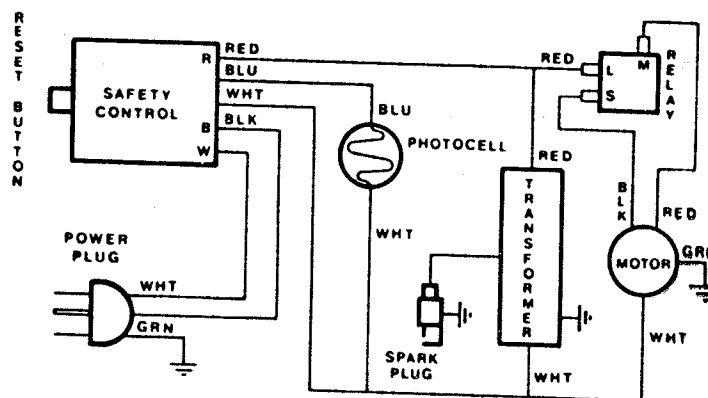 RESET BUTTON
SAFETY
CONTROL
R
B
W
RED
BLU
WHT
BLK
BLU
PHOTOCELL
WHT
RED
RED
TRANSFORMER
L
S
M
RELAY
BLK
RED
MOTOR
GRN
WHT
POWER
PLUG
WHT
GRN
SPARK
PLUG
WHT